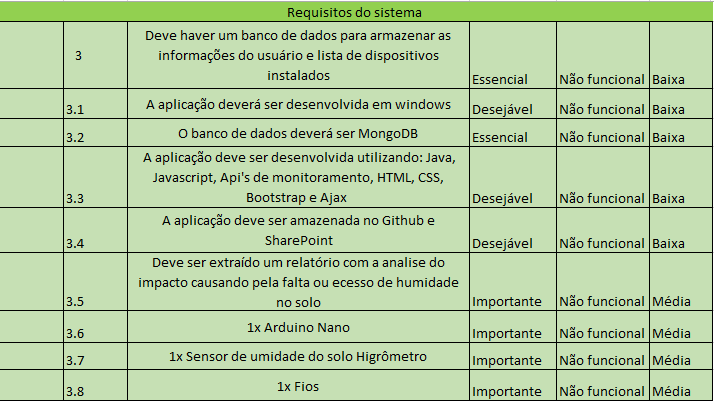 Requisitos do sistema
3 Deve haver um banco de dados para armazenar as
informações do usuário e lista de dispositivos
instalados Essencial Não funcional Baixa
3.1 A aplicação deverá ser desenvolvida em windows Desejável Não funcional Baixa
3.2 O banco de dados deverá ser MongoDB Essencial Não funcional Baixa
A aplicação deve ser desenvolvida utilizando: Java,
Javascript, Api's de monitoramento, HTML, CSS,
3.3 Bootstrap e Ajax Desejável Não funcional Baixa
A aplicação deve ser amazenada no Github e
3.4 SharePoint Desejável Não funcional Baixa
Deve ser extraído um relatório com a analise do
impacto causando pela falta ou ecesso de humidade
3.5 no solo Importante Não funcional Média
3.6 1x Arduino Nano Importante Não funcional Média
3.7 1x Sensor de umidade do solo Higrômetro Importante Não funcional Média
3.8 1x Fios Importante Não funcional Média